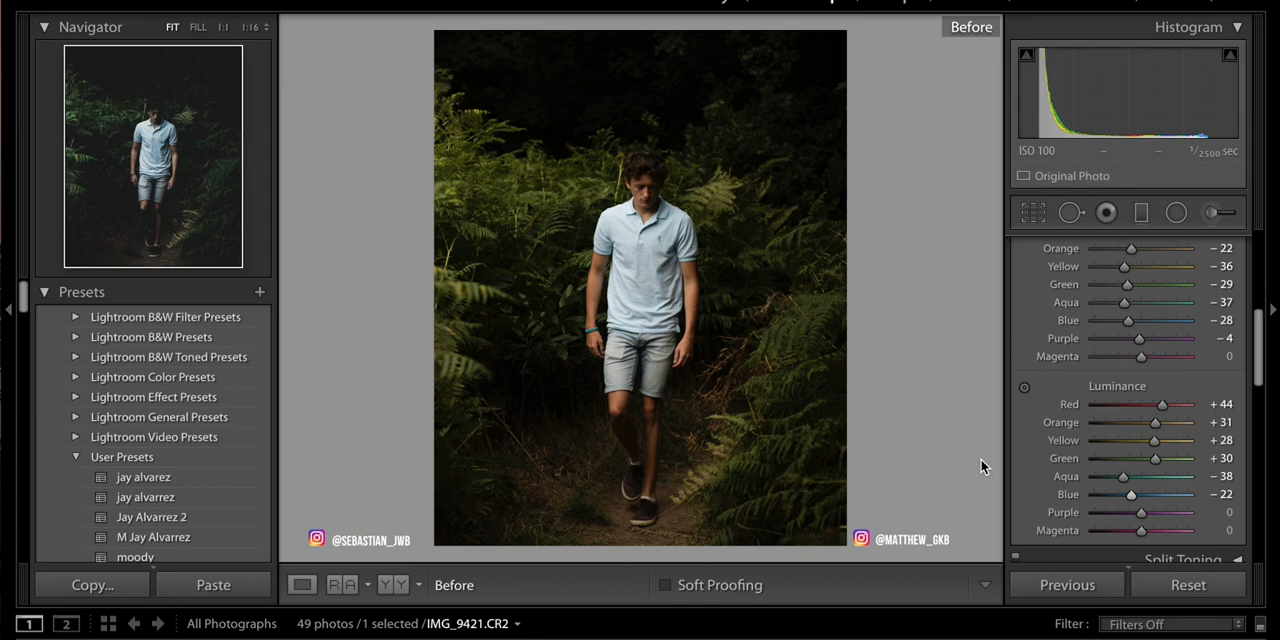 Navigator FIT FILL 1:1 1:16
Before
Histogram
ISO 100 – – 1/2500 sec
Original Photo
Presets +
Lightroom B&W Filter Presets
Lightroom B&W Presets
Lightroom B&W Toned Presets
Lightroom Color Presets
Lightroom Effect Presets
Lightroom General Presets
Lightroom Video Presets
User Presets
jay alvarez
jay alvarrez
Jay Alvarrez 2
M Jay Alvarrez
moody
@SEBASTIAN_JWB
@MATTHEW_GKB
Orange – 22
Yellow – 36
Green – 29
Aqua – 37
Blue – 28
Purple – 4
Magenta 0
Luminance
Red + 44
Orange + 31
Yellow + 28
Green + 30
Aqua – 38
Blue – 22
Purple 0
Magenta 0
Split Toning
Copy... Paste
R A Y Y Before Soft Proofing
Previous Reset
1 2 All Photographs 49 photos /1 selected /IMG_9421.CR2
Filter : Filters Off